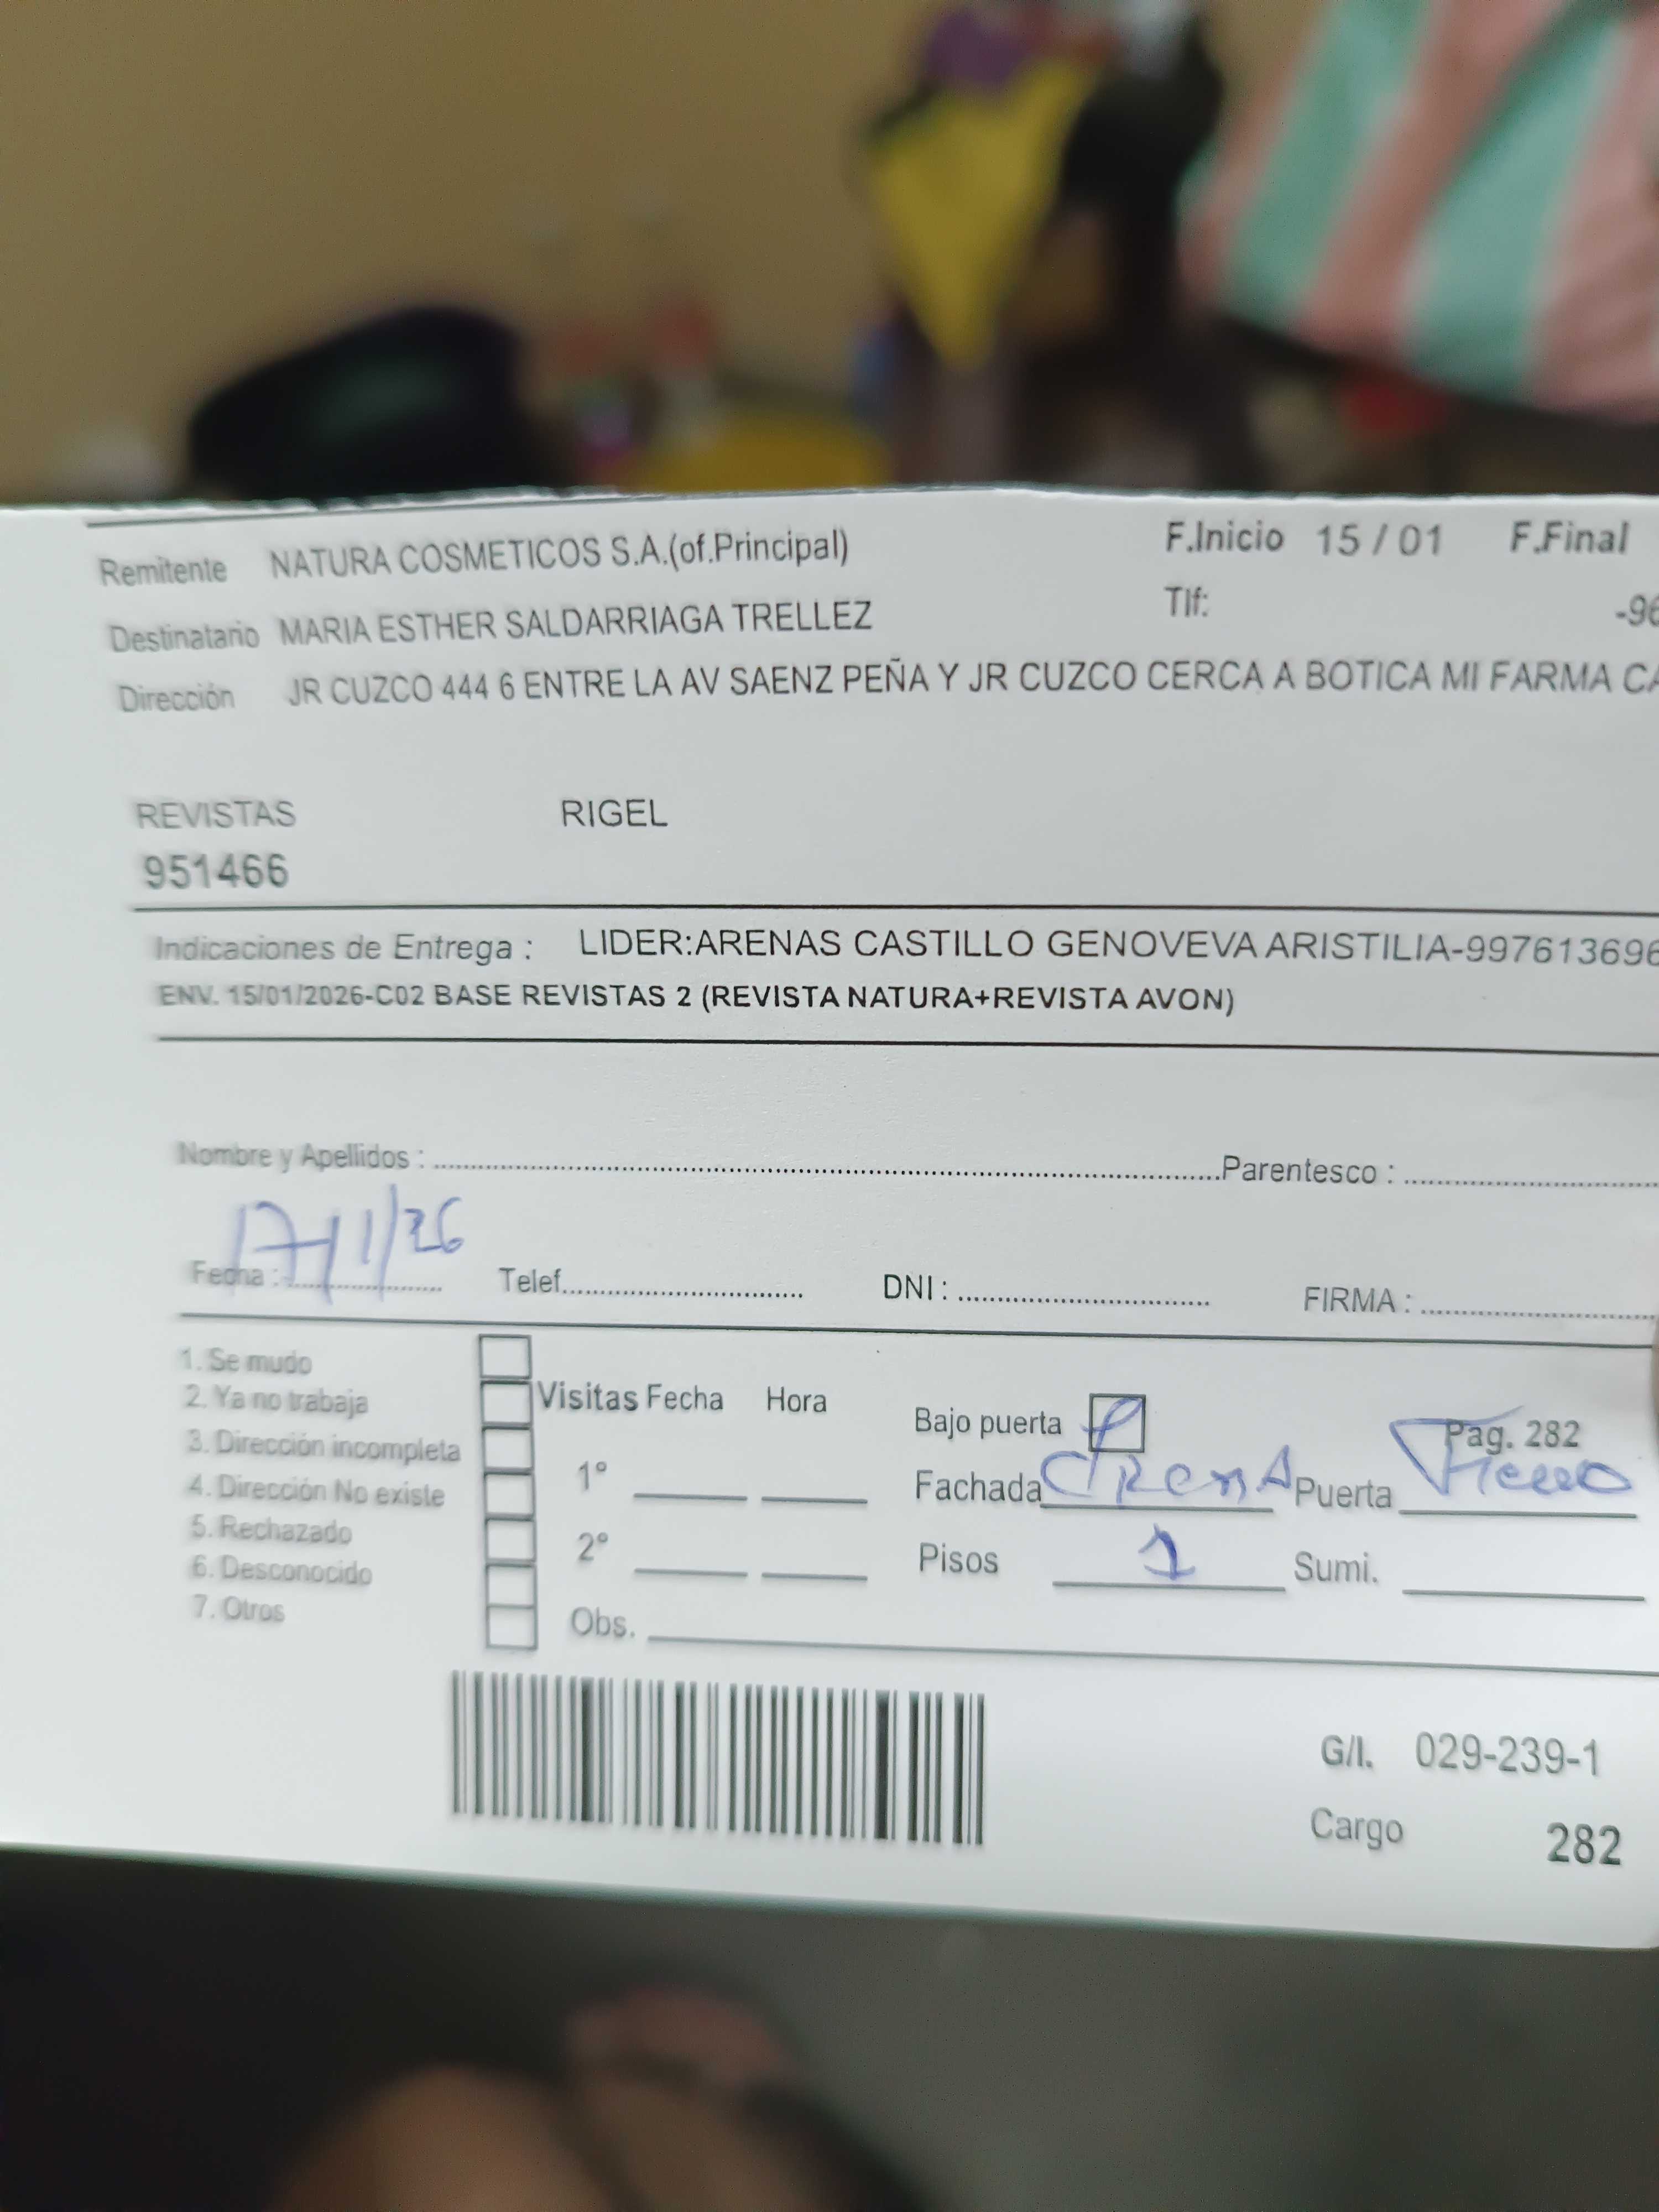 Remitente NATURA COSMETICOS S.A.(of.Principal) F.Inicio 15 / 01 F.Final
Destinatario MARIA ESTHER SALDARRIAGA TRELLEZ Tlf: -96
Dirección JR CUZCO 444 6 ENTRE LA AV SAENZ PEÑA Y JR CUZCO CERCA A BOTICA MI FARMA CA
REVISTAS RIGEL
951466
Indicaciones de Entrega : LIDER:ARENAS CASTILLO GENOVEVA ARISTILIA-997613696
ENV. 15/01/2026-C02 BASE REVISTAS 2 (REVISTA NATURA+REVISTA AVON)
Nombre y Apellidos : Parentesco :
Fecha : 17/1/26 Telef. DNI : FIRMA :
1. Se mudo
2. Ya no trabaja Visitas Fecha Hora Bajo puerta Pag. 282
3. Dirección incompleta
4. Dirección No existe 1° Fachada CREMA Puerta Fierro
5. Rechazado
6. Desconocido 2° Pisos 1 Sumi.
7. Otros Obs.
G/I. 029-239-1
Cargo 282